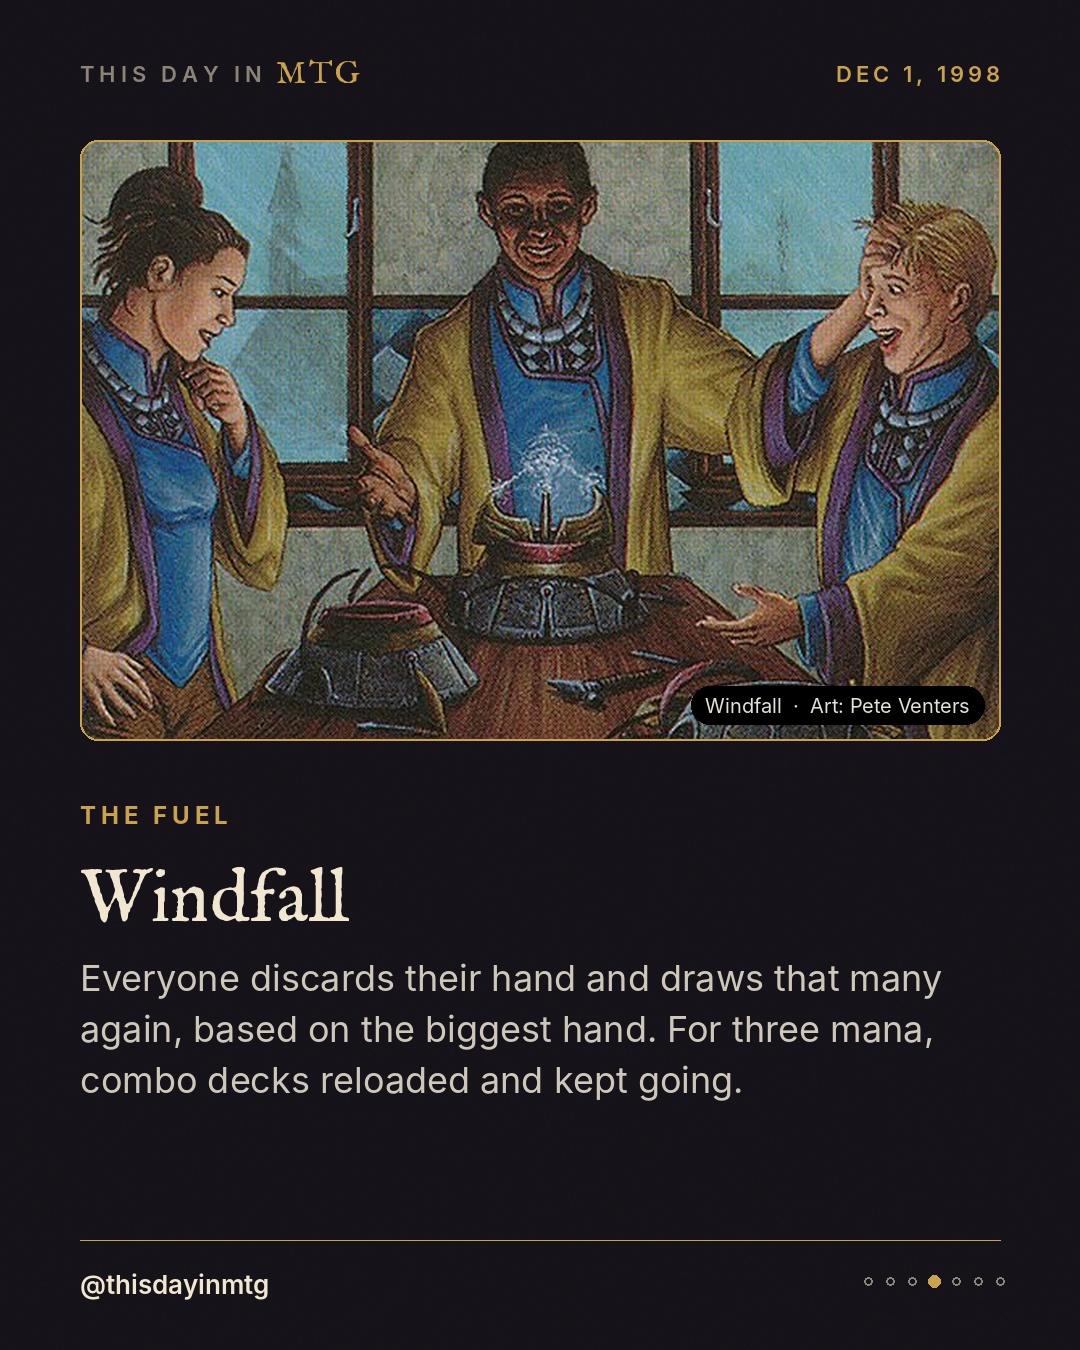 THIS DAY IN MTG
DEC 1, 1998
Windfall · Art: Pete Venters
THE FUEL
Windfall
Everyone discards their hand and draws that many
again, based on the biggest hand. For three mana,
combo decks reloaded and kept going.
@thisdayinmtg